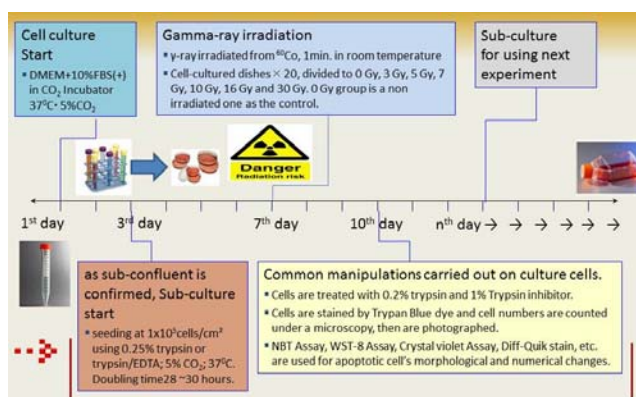 Cell culture
Start
▪ DMEM+10%FBS(+)
in CO₂ Incubator
37⁰C・5%CO₂
Gamma-ray irradiation
▪ γ-ray irradiated from ⁶⁰Co, 1min. in room temperature
▪ Cell-cultured dishes × 20, divided to 0 Gy, 3 Gy, 5 Gy, 7
Gy, 10 Gy, 16 Gy and 30 Gy. 0 Gy group is a non
irradiated one as the control.
Sub-culture
for using next
experiment
Danger
Radiation risk
1ˢᵗ day
3ʳᵈ day
7ᵗʰ day
10ᵗʰ day
nᵗʰ day → → → → → →
as sub-confluent is
confirmed, Sub-culture
start
▪ seeding at 1x10⁵cells/cm²
using 0.25% trypsin or
trypsin/EDTA; 5% CO₂; 37⁰C.
Doubling time28 ~30 hours.
Common manipulations carried out on culture cells.
▪ Cells are treated with 0.2% trypsin and 1% Trypsin inhibitor.
▪ Cells are stained by Trypan Blue dye and cell numbers are counted
under a microscopy, then are photographed.
▪ NBT Assay, WST-8 Assay, Crystal violet Assay, Diff-Quik stain, etc.
are used for apoptotic cell's morphological and numerical changes.